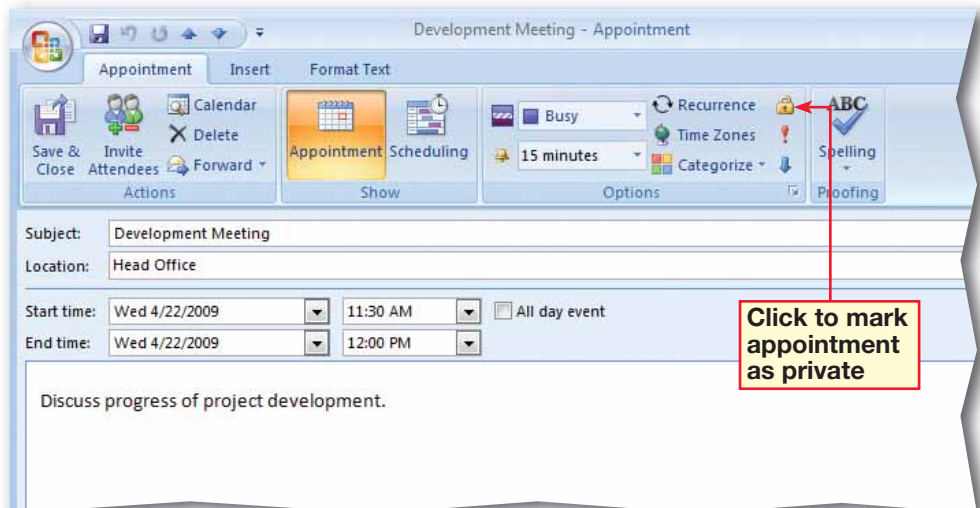 Development Meeting - Appointment
Appointment Insert Format Text
Save & Close
Invite Attendees
Calendar
Delete
Forward
Actions
Appointment
Scheduling
Show
Busy
15 minutes
Recurrence
Time Zones
Categorize
Options
ABC
Spelling
Proofing
Subject: Development Meeting
Location: Head Office
Start time: Wed 4/22/2009 11:30 AM All day event
End time: Wed 4/22/2009 12:00 PM
Click to mark
appointment
as private
Discuss progress of project development.